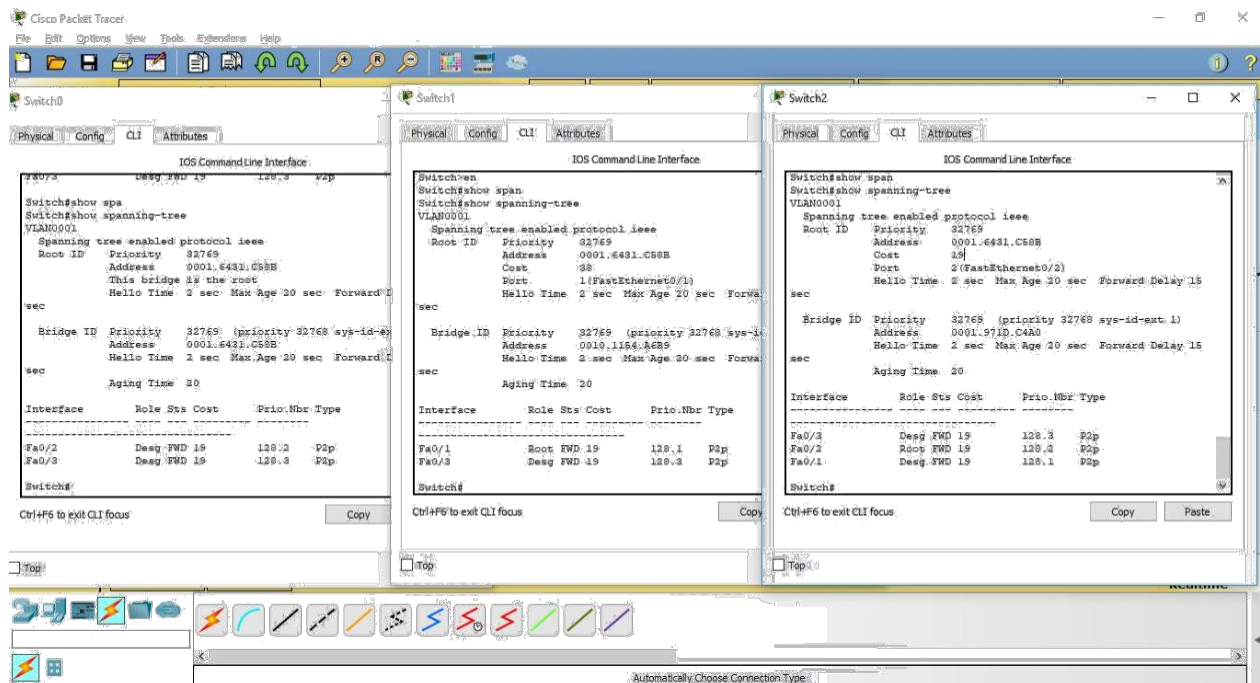 Cisco Packet Tracer
File Edit Options View Tools Extensions Help
Switch0
Physical Config CLI Attributes
IOS Command Line Interface
Fa0/3 Desg FWD 19 128.3 P2p
Switch#show spa
Switch#show spanning-tree
VLAN0001
Spanning tree enabled protocol ieee
Root ID Priority 32769
Address 0001.6431.C58B
This bridge is the root
Hello Time 2 sec Max Age 20 sec Forward D
sec
Bridge ID Priority 32769 (priority 32768 sys-id-ex
Address 0001.6431.C58B
Hello Time 2 sec Max Age 20 sec Forward D
sec
Aging Time 20
Interface Role Sts Cost Prio.Nbr Type
Fa0/2 Desg FWD 19 128.2 P2p
Fa0/3 Desg FWD 19 128.3 P2p
Switch#
Ctrl+F6 to exit CLI focus
Copy
Top
Switch1
Physical Config CLI Attributes
IOS Command Line Interface
Switch>en
Switch#show span
Switch#show spanning-tree
VLAN0001
Spanning tree enabled protocol ieee
Root ID Priority 32769
Address 0001.6431.C58B
Cost 38
Port 1(FastEthernet0/1)
Hello Time 2 sec Max Age 20 sec Forwa
sec
Bridge ID Priority 32769 (priority 32768 sys-i
Address 0010.1154.A6B9
Hello Time 2 sec Max Age 20 sec Forwa
sec
Aging Time 20
Interface Role Sts Cost Prio.Nbr Type
Fa0/1 Root FWD 19 128.1 P2p
Fa0/3 Desg FWD 19 128.3 P2p
Switch#
Ctrl+F6 to exit CLI focus
Copy
Top
Switch2
Physical Config CLI Attributes
IOS Command Line Interface
Switch#show span
Switch#show spanning-tree
VLAN0001
Spanning tree enabled protocol ieee
Root ID Priority 32769
Address 0001.6431.C58B
Cost 19
Port 2(FastEthernet0/2)
Hello Time 2 sec Max Age 20 sec Forward Delay 15
sec
Bridge ID Priority 32769 (priority 32768 sys-id-ext 1)
Address 0001.971D.C4A0
Hello Time 2 sec Max Age 20 sec Forward Delay 15
sec
Aging Time 20
Interface Role Sts Cost Prio.Nbr Type
Fa0/3 Desg FWD 19 128.3 P2p
Fa0/2 Root FWD 19 128.2 P2p
Fa0/1 Desg FWD 19 128.1 P2p
Switch#
Ctrl+F6 to exit CLI focus
Copy Paste
Top
Realtime
Automatically Choose Connection Type